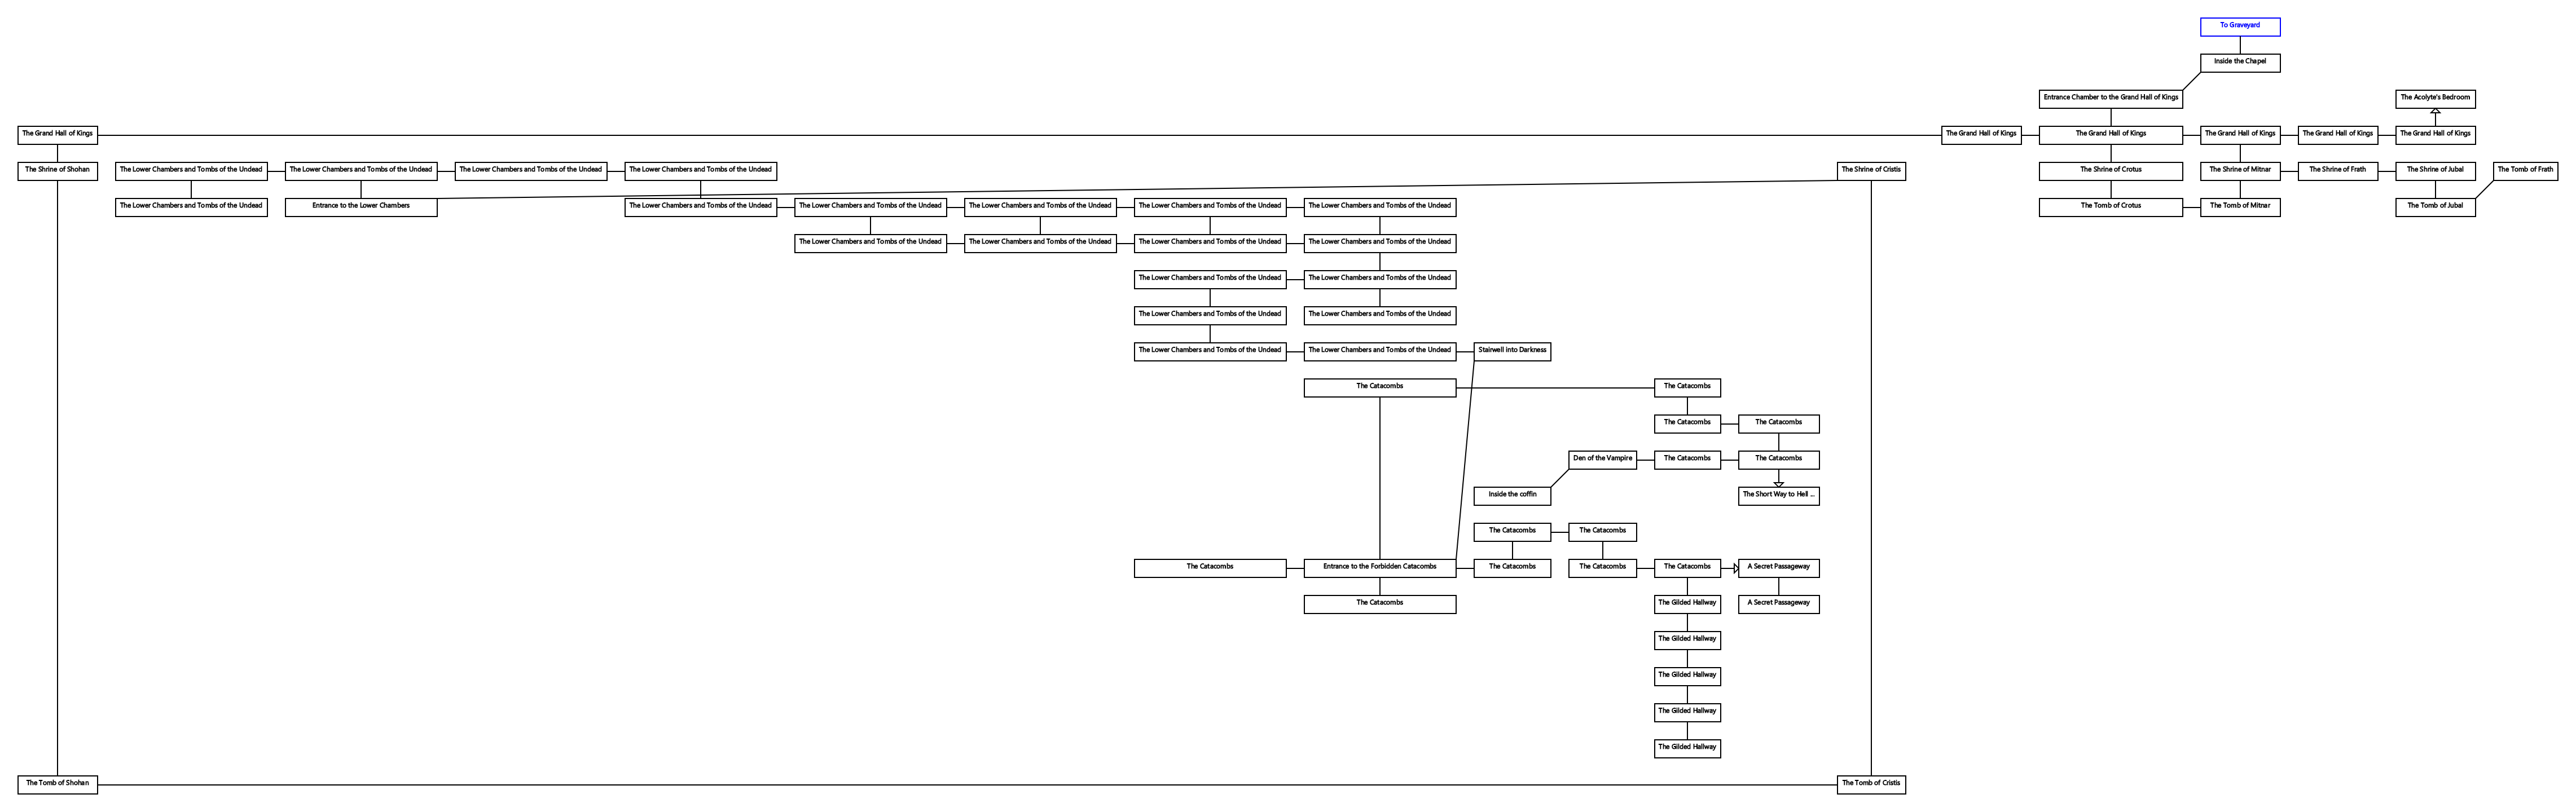 To Graveyard
Inside the Chapel
Entrance Chamber to the Grand Hall of Kings
The Acolyte's Bedroom
The Grand Hall of Kings
The Grand Hall of Kings
The Grand Hall of Kings
The Grand Hall of Kings
The Grand Hall of Kings
The Grand Hall of Kings
The Shrine of Shohan
The Lower Chambers and Tombs of the Undead
The Lower Chambers and Tombs of the Undead
The Lower Chambers and Tombs of the Undead
The Lower Chambers and Tombs of the Undead
The Shrine of Cristis
The Shrine of Crotus
The Shrine of Mitnar
The Shrine of Frath
The Shrine of Jubal
The Tomb of Frath
The Lower Chambers and Tombs of the Undead
Entrance to the Lower Chambers
The Lower Chambers and Tombs of the Undead
The Lower Chambers and Tombs of the Undead
The Lower Chambers and Tombs of the Undead
The Lower Chambers and Tombs of the Undead
The Lower Chambers and Tombs of the Undead
The Tomb of Crotus
The Tomb of Mitnar
The Tomb of Jubal
The Lower Chambers and Tombs of the Undead
The Lower Chambers and Tombs of the Undead
The Lower Chambers and Tombs of the Undead
The Lower Chambers and Tombs of the Undead
The Lower Chambers and Tombs of the Undead
The Lower Chambers and Tombs of the Undead
The Lower Chambers and Tombs of the Undead
The Lower Chambers and Tombs of the Undead
The Lower Chambers and Tombs of the Undead
The Lower Chambers and Tombs of the Undead
Stairwell into Darkness
The Catacombs
The Catacombs
The Catacombs
The Catacombs
Den of the Vampire
The Catacombs
The Catacombs
Inside the coffin
The Short Way to Hell ...
The Catacombs
The Catacombs
The Catacombs
Entrance to the Forbidden Catacombs
The Catacombs
The Catacombs
The Catacombs
A Secret Passageway
The Catacombs
The Gilded Hallway
A Secret Passageway
The Gilded Hallway
The Gilded Hallway
The Gilded Hallway
The Gilded Hallway
The Tomb of Shohan
The Tomb of Cristis